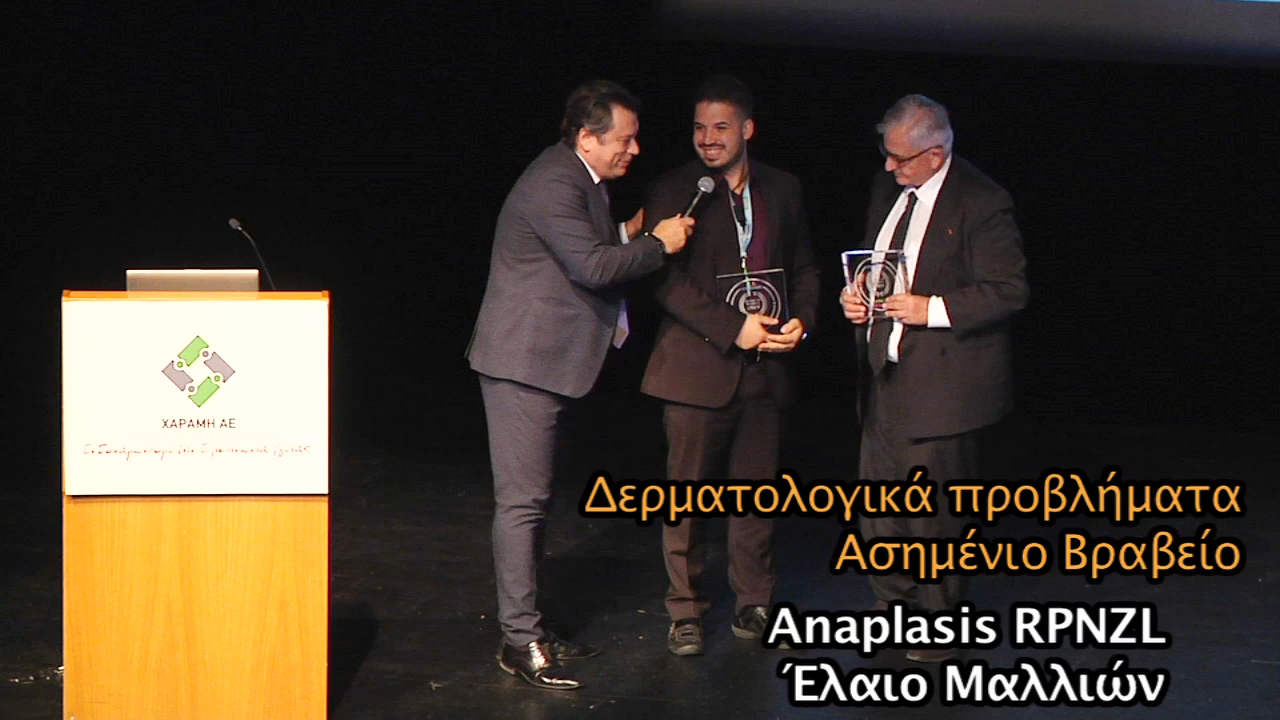 ΧΑΡΑΜΗ ΑΕ
Δερματολογικά προβλήματα
Ασημένιο Βραβείο
Anaplasis RPNZL
Έλαιο Μαλλιών